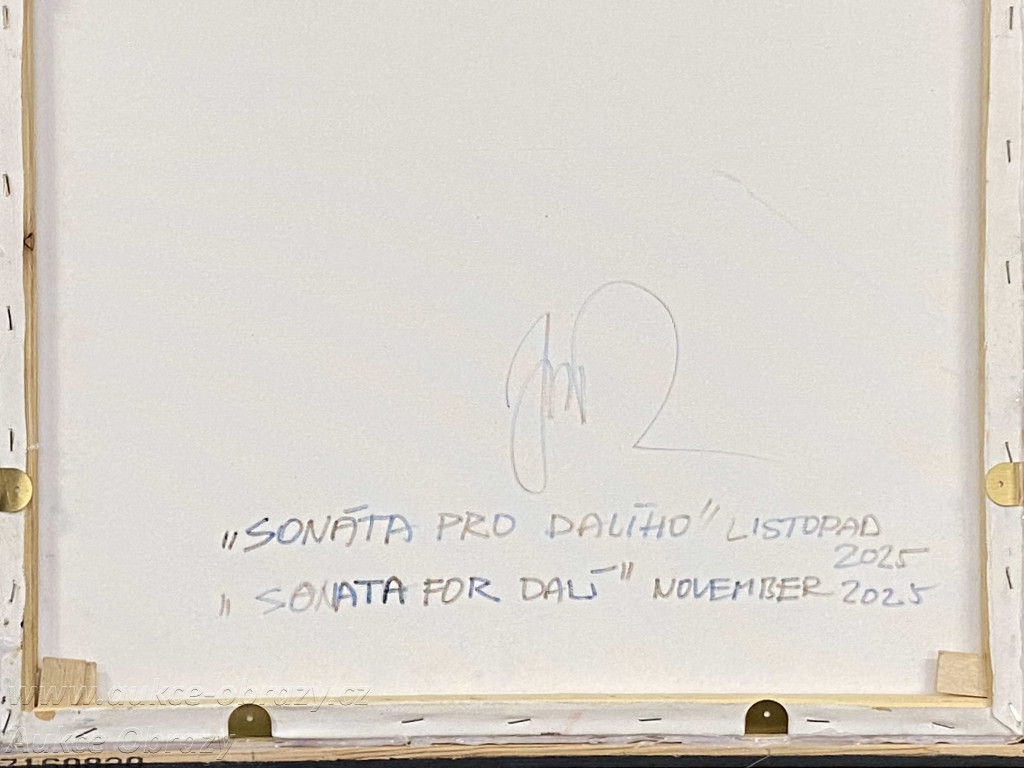 „SONÁTA PRO DALÍHO" LISTOPAD
2025
„SONATA FOR DALÍ" NOVEMBER 2025
www.aukce-obrazy.cz
Aukce Obrazy